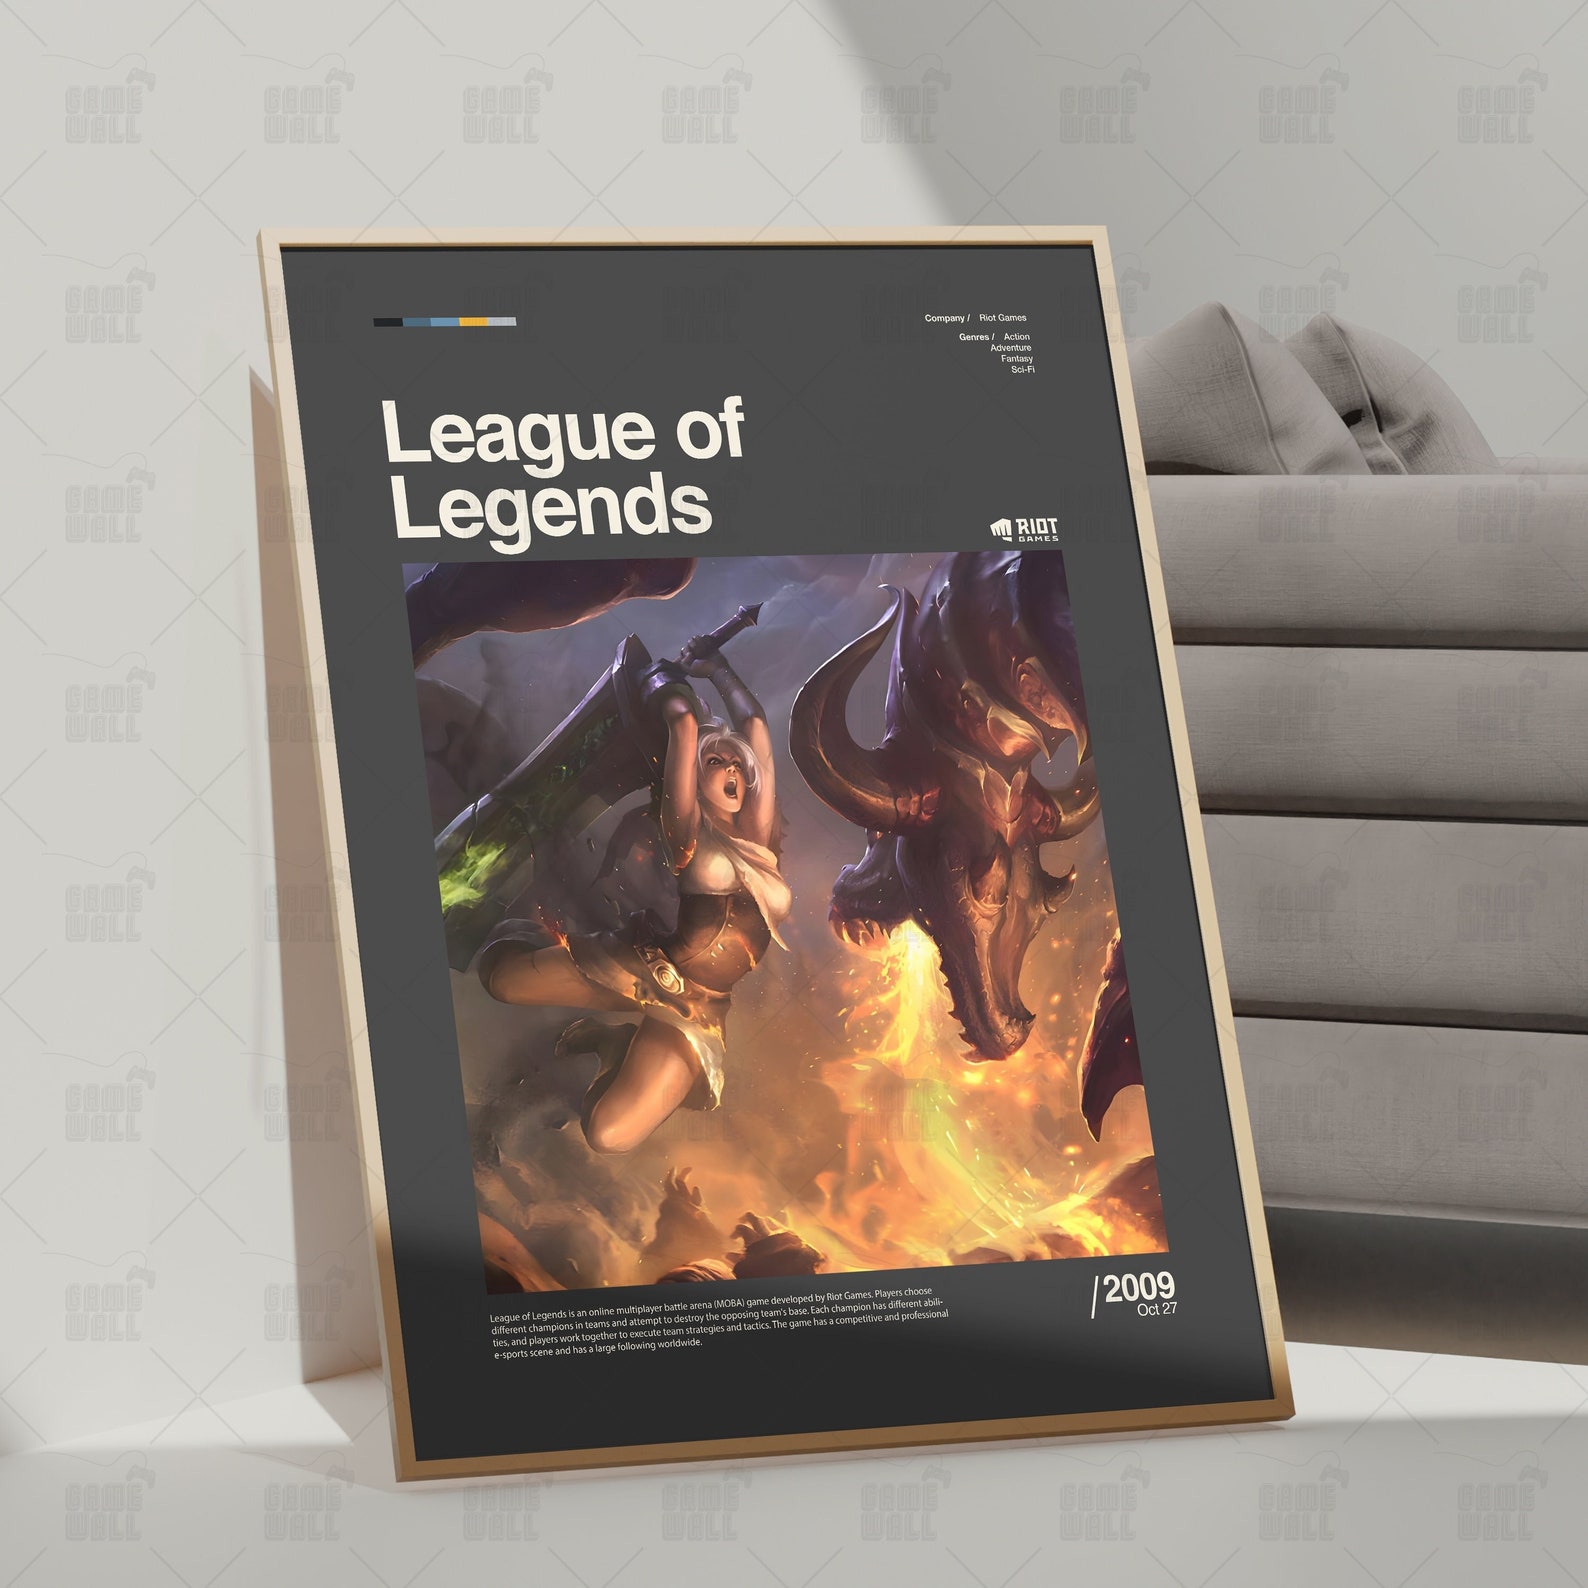 Company / Riot Games
Genres / Action
Adventure
Fantasy
Sci-Fi
League of
Legends
RIOT
GAMES
League of Legends is an online multiplayer battle arena (MOBA) game developed by Riot Games. Players choose
different champions in teams and attempt to destroy the opposing team's base. Each champion has different abili-
ties, and players work together to execute team strategies and tactics. The game has a competitive and professional
e-sports scene and has a large following worldwide.
/2009
Oct 27
GAME
WALL